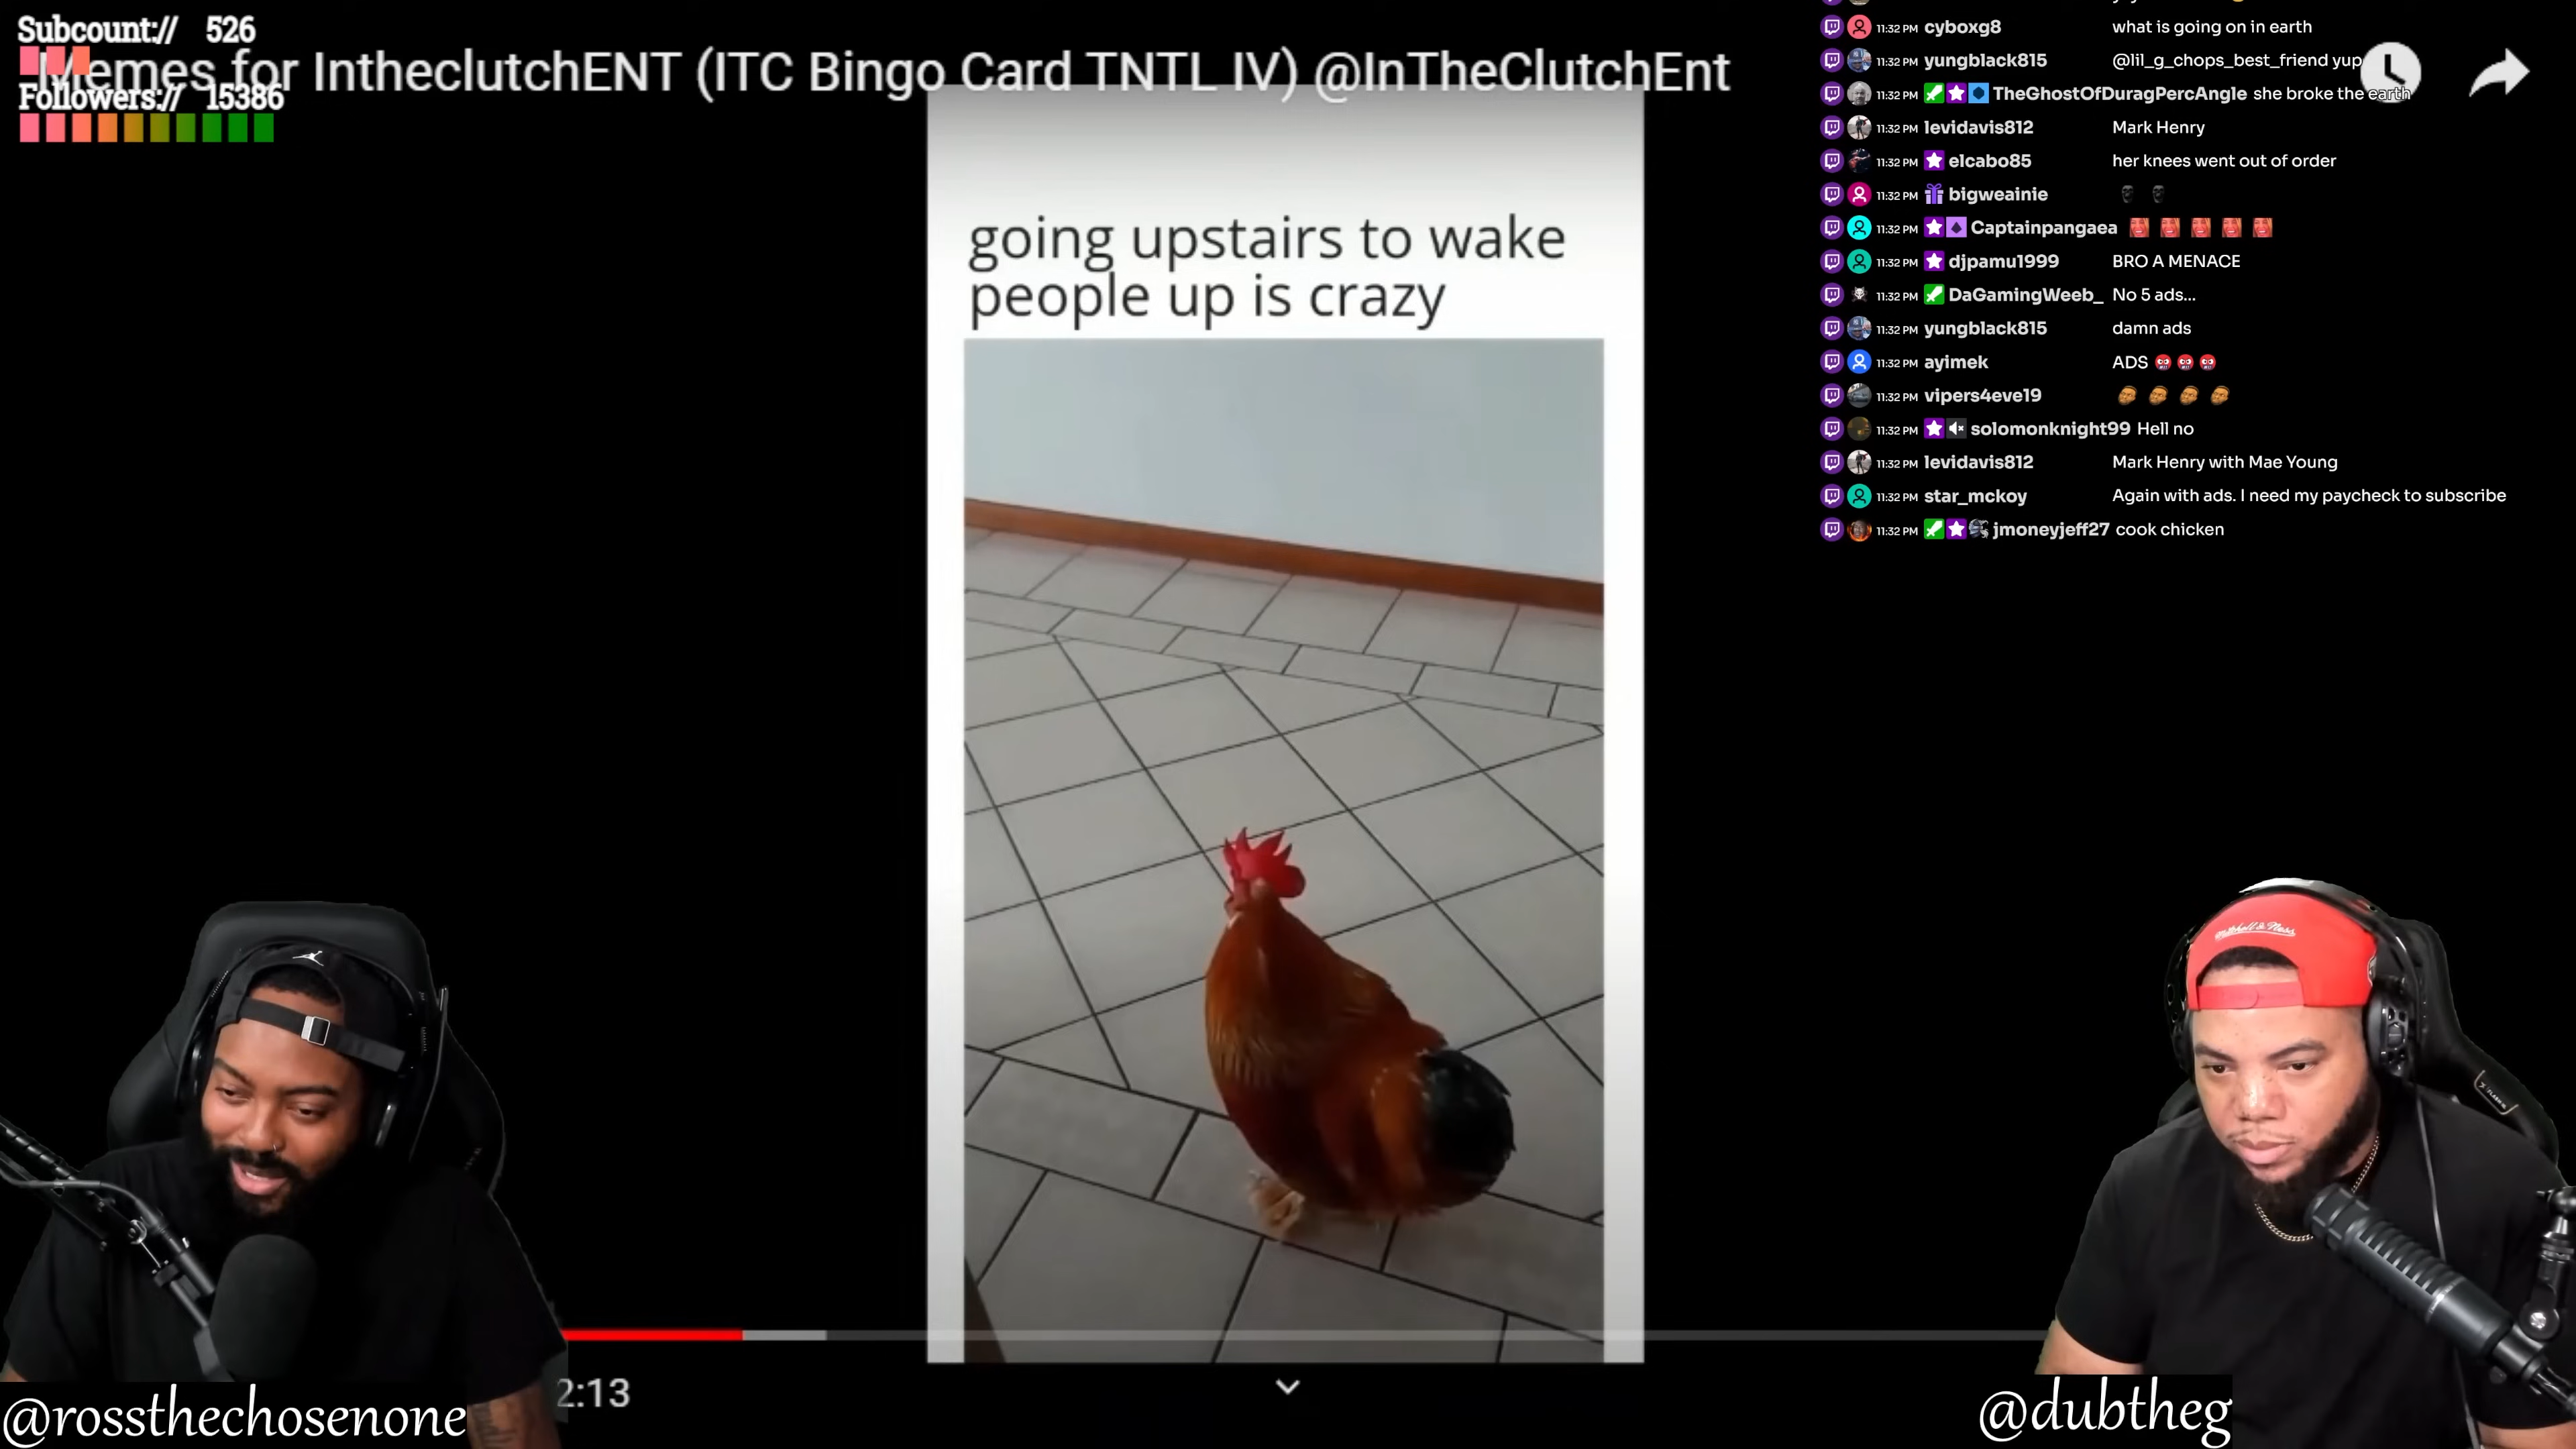 Subcount:// 526
Memes for IntheclutchENT (ITC Bingo Card TNTL IV) @InTheClutchEnt
Followers:// 15386
going upstairs to wake
people up is crazy
11:32 PM cyboxg8 what is going on in earth
11:32 PM yungblack815 @lil_g_chops_best_friend yup
11:32 PM TheGhostOfDuragPercAngle she broke the earth
11:32 PM levidavis812 Mark Henry
11:32 PM elcabo85 her knees went out of order
11:32 PM bigweainie
11:32 PM Captainpangaea
11:32 PM djpamu1999 BRO A MENACE
11:32 PM DaGamingWeeb_ No 5 ads...
11:32 PM yungblack815 damn ads
11:32 PM ayimek ADS
11:32 PM vipers4eve19
11:32 PM solomonknight99 Hell no
11:32 PM levidavis812 Mark Henry with Mae Young
11:32 PM star_mckoy Again with ads. I need my paycheck to subscribe
11:32 PM jmoneyjeff27 cook chicken
Mitchell & Ness
2:13
@rossthechosenone
@dubtheg